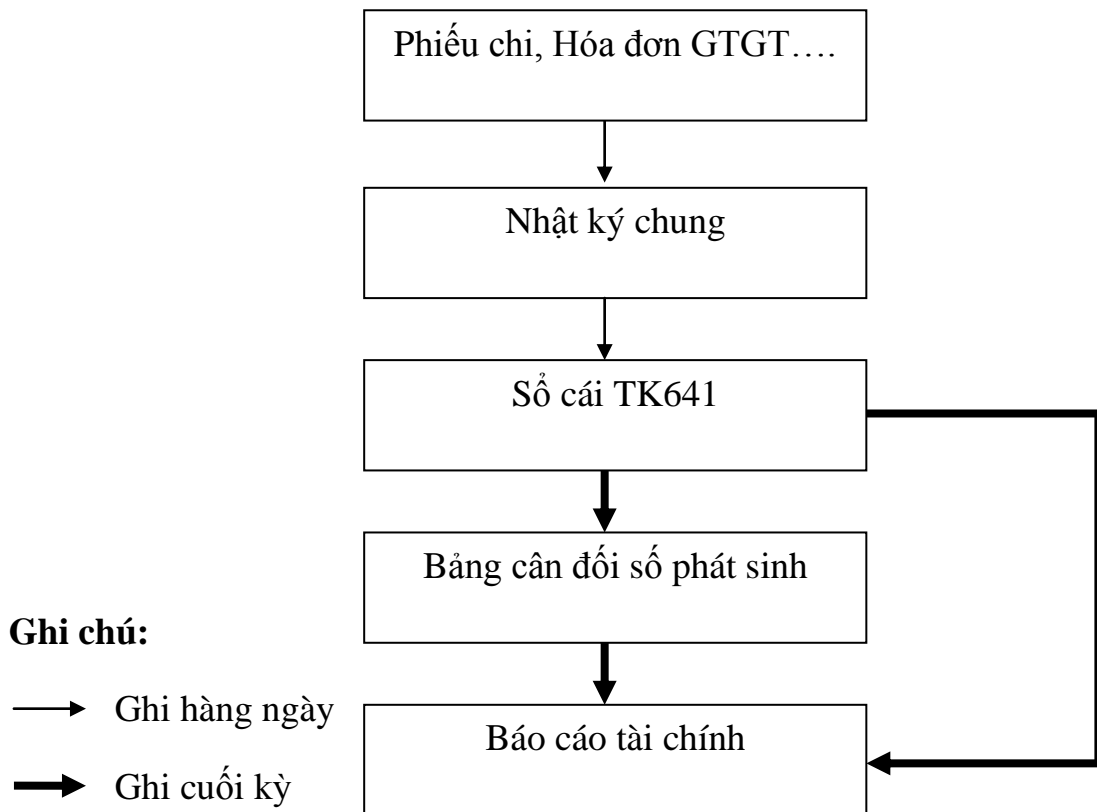 Phiếu chi, Hóa đơn GTGT….
Nhật ký chung
Sổ cái TK641
Bảng cân đối số phát sinh
Báo cáo tài chính
Ghi chú:
Ghi hàng ngày
Ghi cuối kỳ